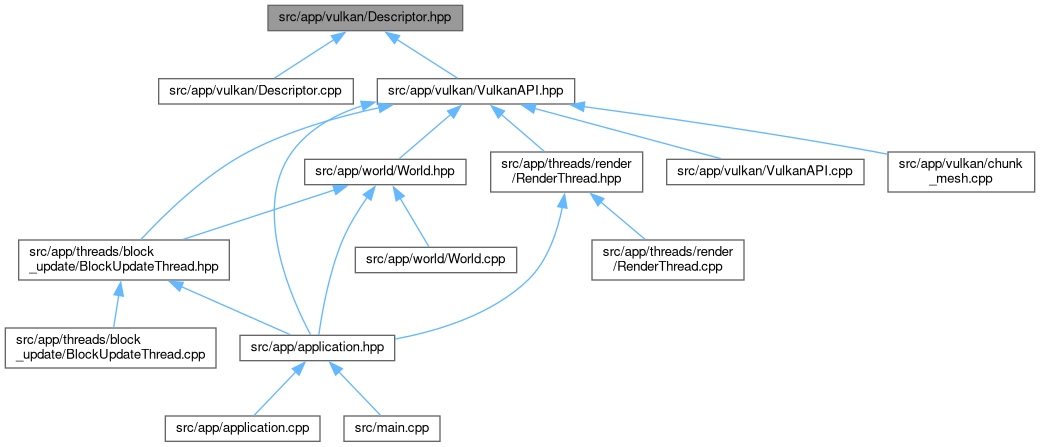 src/app/vulkan/Descriptor.hpp
src/app/vulkan/Descriptor.cpp
src/app/vulkan/VulkanAPI.hpp
src/app/world/World.hpp
src/app/threads/render
/RenderThread.hpp
src/app/vulkan/VulkanAPI.cpp
src/app/vulkan/chunk
_mesh.cpp
src/app/threads/block
_update/BlockUpdateThread.hpp
src/app/world/World.cpp
src/app/threads/render
/RenderThread.cpp
src/app/threads/block
_update/BlockUpdateThread.cpp
src/app/application.hpp
src/app/application.cpp
src/main.cpp